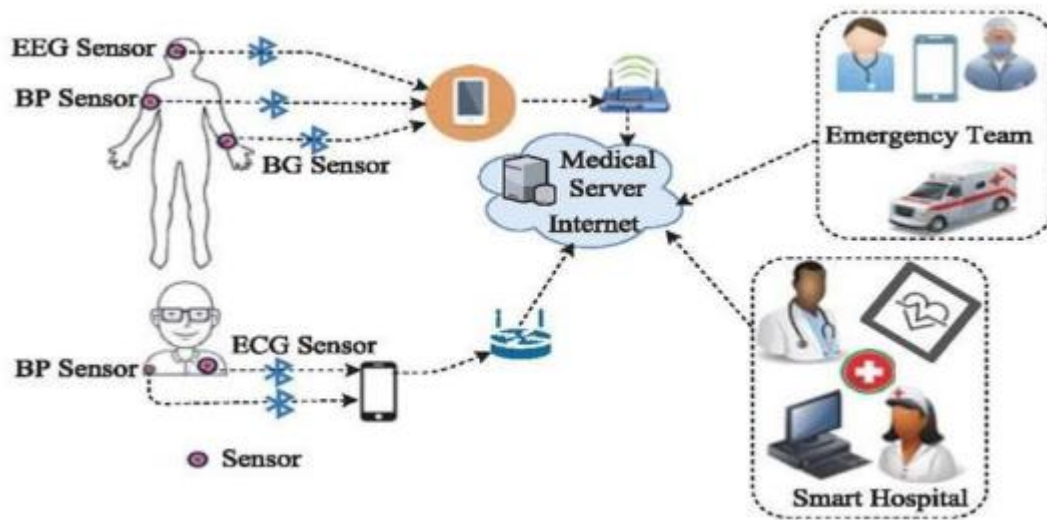 EEG Sensor
BP Sensor
BG Sensor
Medical
Server
Internet
Emergency Team
ECG Sensor
BP Sensor
Sensor
Smart Hospital